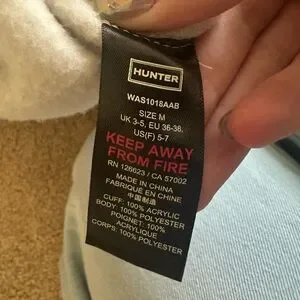 HUNTER
WAS1018AAB
SIZE M
UK 3-5, EU 36-38.
US(F) 5-7
KEEP AWAY
FROM FIRE
RN 126623 / CA 57002
MADE IN CHINA
FABRIQUÉ EN CHINE
中国制造
CUFF: 100% ACRYLIC
BODY: 100% POLYESTER
POIGNET: 100%
ACRYLIQUE
CORPS: 100% POLYESTER